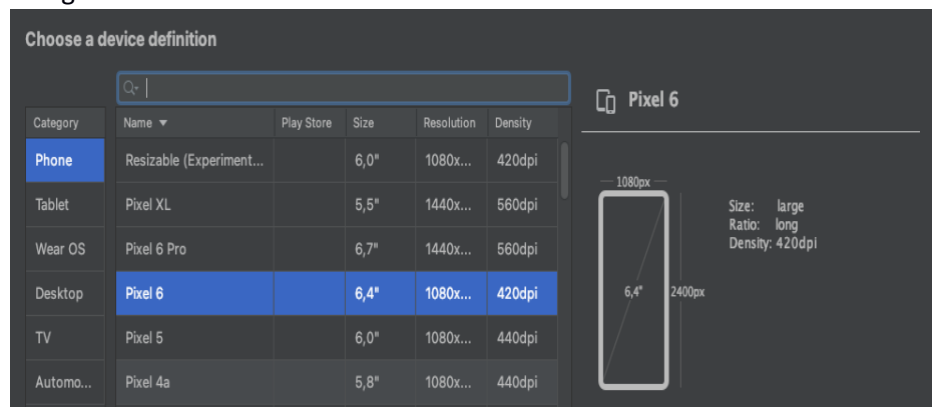 Choose a device definition
Category
Phone
Tablet
Wear OS
Desktop
TV
Automo...
Name Play Store Size Resolution Density
Resizable (Experiment... 6,0" 1080x... 420dpi
Pixel XL 5,5" 1440x... 560dpi
Pixel 6 Pro 6,7" 1440x... 560dpi
Pixel 6 6,4" 1080x... 420dpi
Pixel 5 6,0" 1080x... 440dpi
Pixel 4a 5,8" 1080x... 440dpi
Pixel 6
1080px
6,4"
2400px
Size: large
Ratio: long
Density: 420dpi